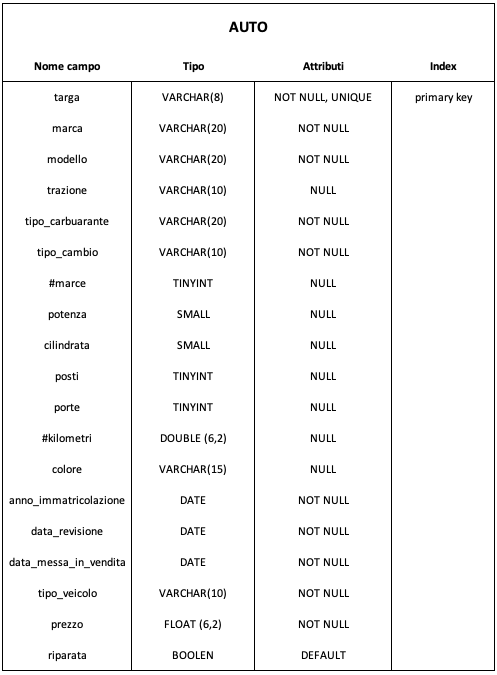 AUTO
Nome campo Tipo Attributi Index
targa VARCHAR(8) NOT NULL, UNIQUE primary key
marca VARCHAR(20) NOT NULL
modello VARCHAR(20) NOT NULL
trazione VARCHAR(10) NULL
tipo_carbuarante VARCHAR(20) NOT NULL
tipo_cambio VARCHAR(10) NOT NULL
#marce TINYINT NULL
potenza SMALL NULL
cilindrata SMALL NULL
posti TINYINT NULL
porte TINYINT NULL
#kilometri DOUBLE (6,2) NULL
colore VARCHAR(15) NULL
anno_immatricolazione DATE NOT NULL
data_revisione DATE NOT NULL
data_messa_in_vendita DATE NOT NULL
tipo_veicolo VARCHAR(10) NOT NULL
prezzo FLOAT (6,2) NOT NULL
riparata BOOLEN DEFAULT